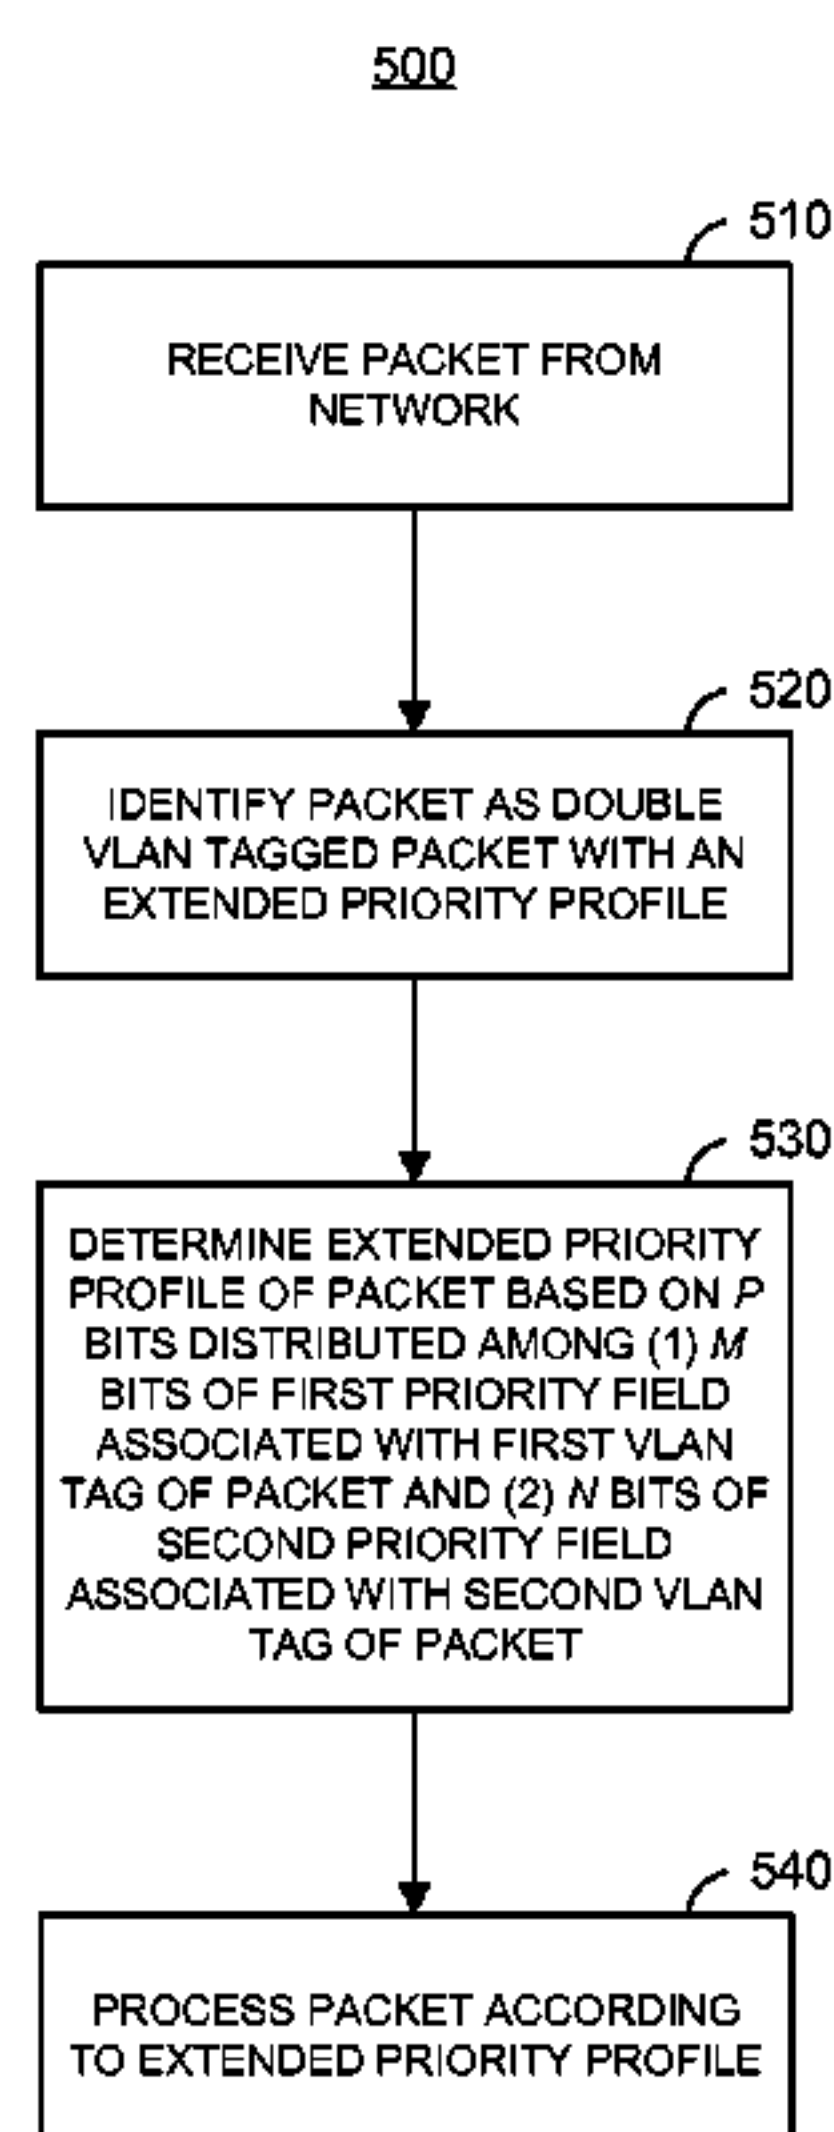 500
510
RECEIVE PACKET FROM
NETWORK
520
IDENTIFY PACKET AS DOUBLE
VLAN TAGGED PACKET WITH AN
EXTENDED PRIORITY PROFILE
530
DETERMINE EXTENDED PRIORITY
PROFILE OF PACKET BASED ON P
BITS DISTRIBUTED AMONG (1) M
BITS OF FIRST PRIORITY FIELD
ASSOCIATED WITH FIRST VLAN
TAG OF PACKET AND (2) N BITS OF
SECOND PRIORITY FIELD
ASSOCIATED WITH SECOND VLAN
TAG OF PACKET
540
PROCESS PACKET ACCORDING
TO EXTENDED PRIORITY PROFILE